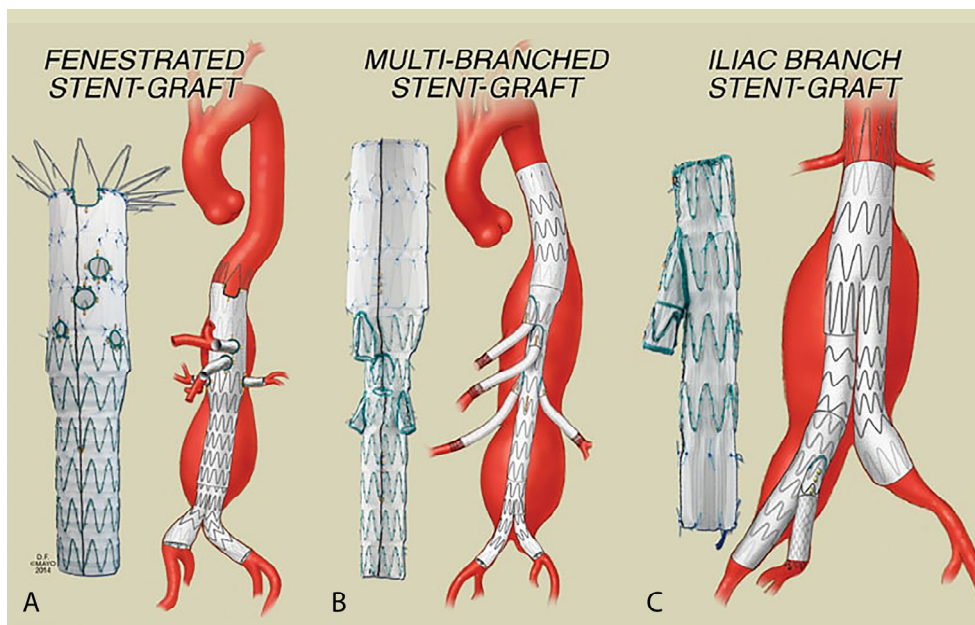 FENESTRATED
STENT-GRAFT
MULTI-BRANCHED
STENT-GRAFT
ILIAC BRANCH
STENT-GRAFT
D.F.
©MAYO
2014
A
B
C